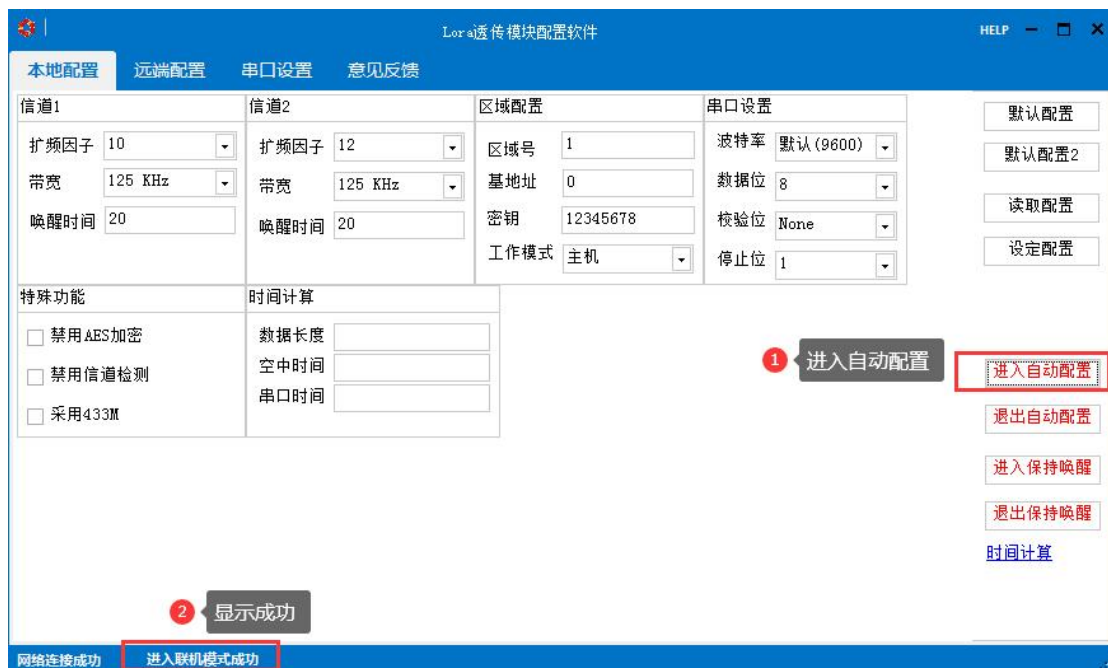 Lora透传模块配置软件 HELP
本地配置 远端配置 串口设置 意见反馈
信道1 信道2 区域配置 串口设置
扩频因子 10 扩频因子 12 区域号 1 波特率 默认(9600)
带宽 125 KHz 带宽 125 KHz 基地址 0 数据位 8
唤醒时间 20 唤醒时间 20 密钥 12345678 校验位 None
工作模式 主机 停止位 1
默认配置
默认配置2
读取配置
设定配置
特殊功能 时间计算
禁用AES加密 数据长度
禁用信道检测 空中时间
采用433M 串口时间
1 进入自动配置 进入自动配置
退出自动配置
进入保持唤醒
退出保持唤醒
时间计算
2 显示成功
网络连接成功 进入联机模式成功